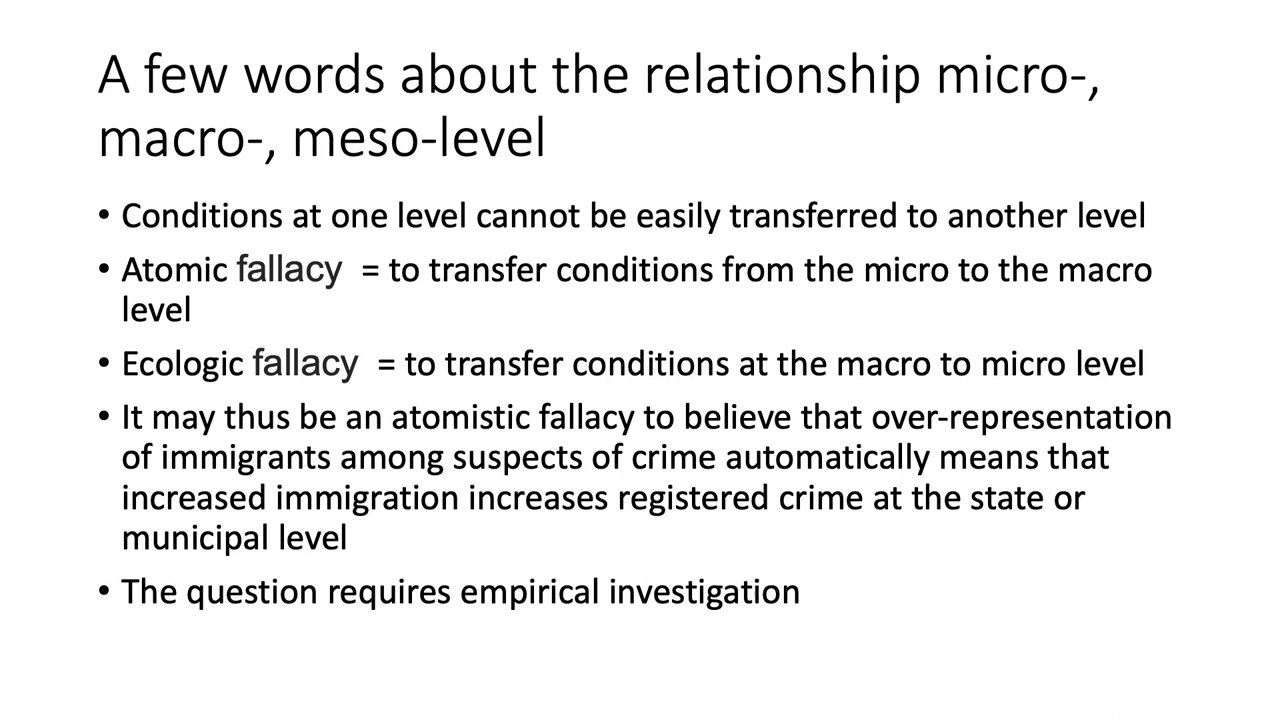 A few words about the relationship micro-,
macro-, meso-level
• Conditions at one level cannot be easily transferred to another level
• Atomic fallacy = to transfer conditions from the micro to the macro
level
• Ecologic fallacy = to transfer conditions at the macro to micro level
• It may thus be an atomistic fallacy to believe that over-representation
of immigrants among suspects of crime automatically means that
increased immigration increases registered crime at the state or
municipal level
• The question requires empirical investigation